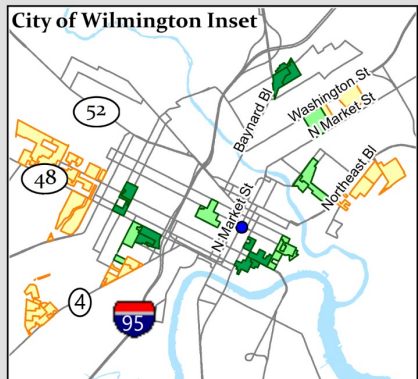 City of Wilmington Inset
52
Baynard Bl
Washington St
N Market St
48
Northeast Bl
N Market St
4
95